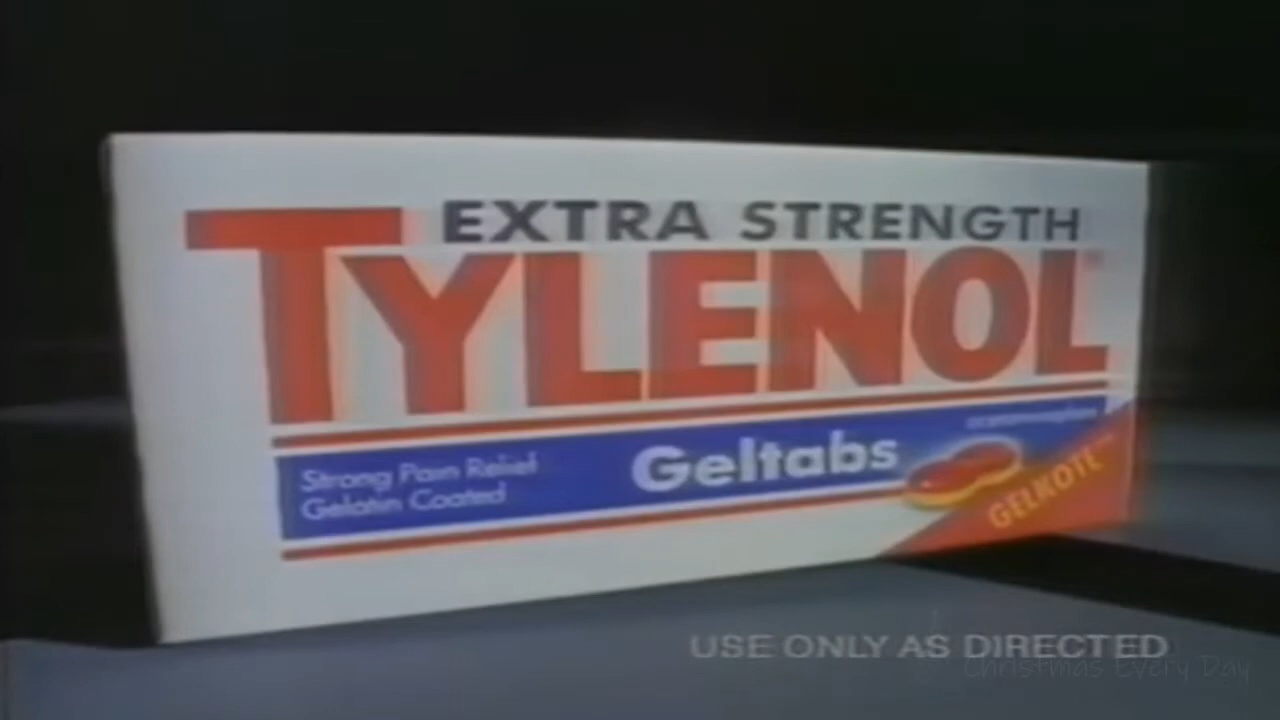 EXTRA STRENGTH
TYLENOL
Strong Pain Relief
Gelatin Coated
Geltabs
GELKOTE
USE ONLY AS DIRECTED
Christmas Every Day